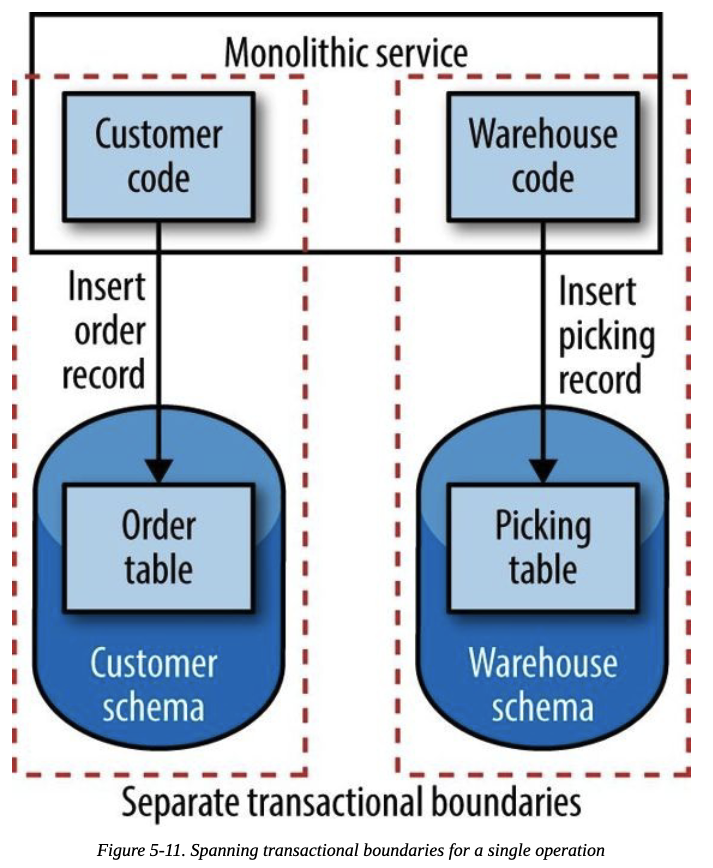 Monolithic service
Customer
code
Warehouse
code
Insert
order
record
Insert
picking
record
Order
table
Picking
table
Customer
schema
Warehouse
schema
Separate transactional boundaries
Figure 5-11. Spanning transactional boundaries for a single operation